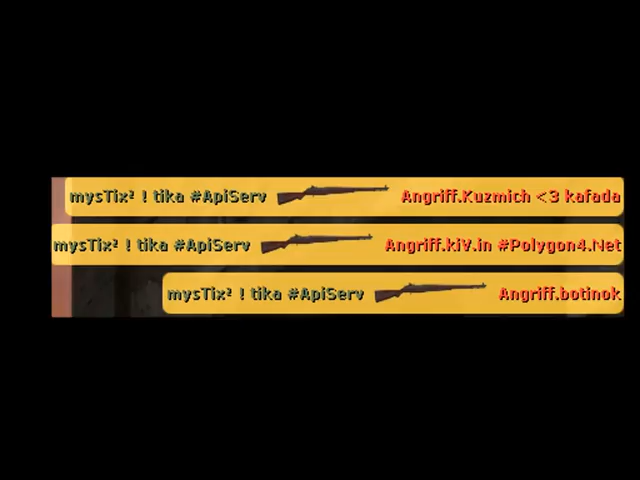 mysTix² ! tika #ApiServ Angriff.Kuzmich <3 kafada
mysTix² ! tika #ApiServ Angriff.kiV.in #Polygon4.Net
mysTix² ! tika #ApiServ Angriff.botinok